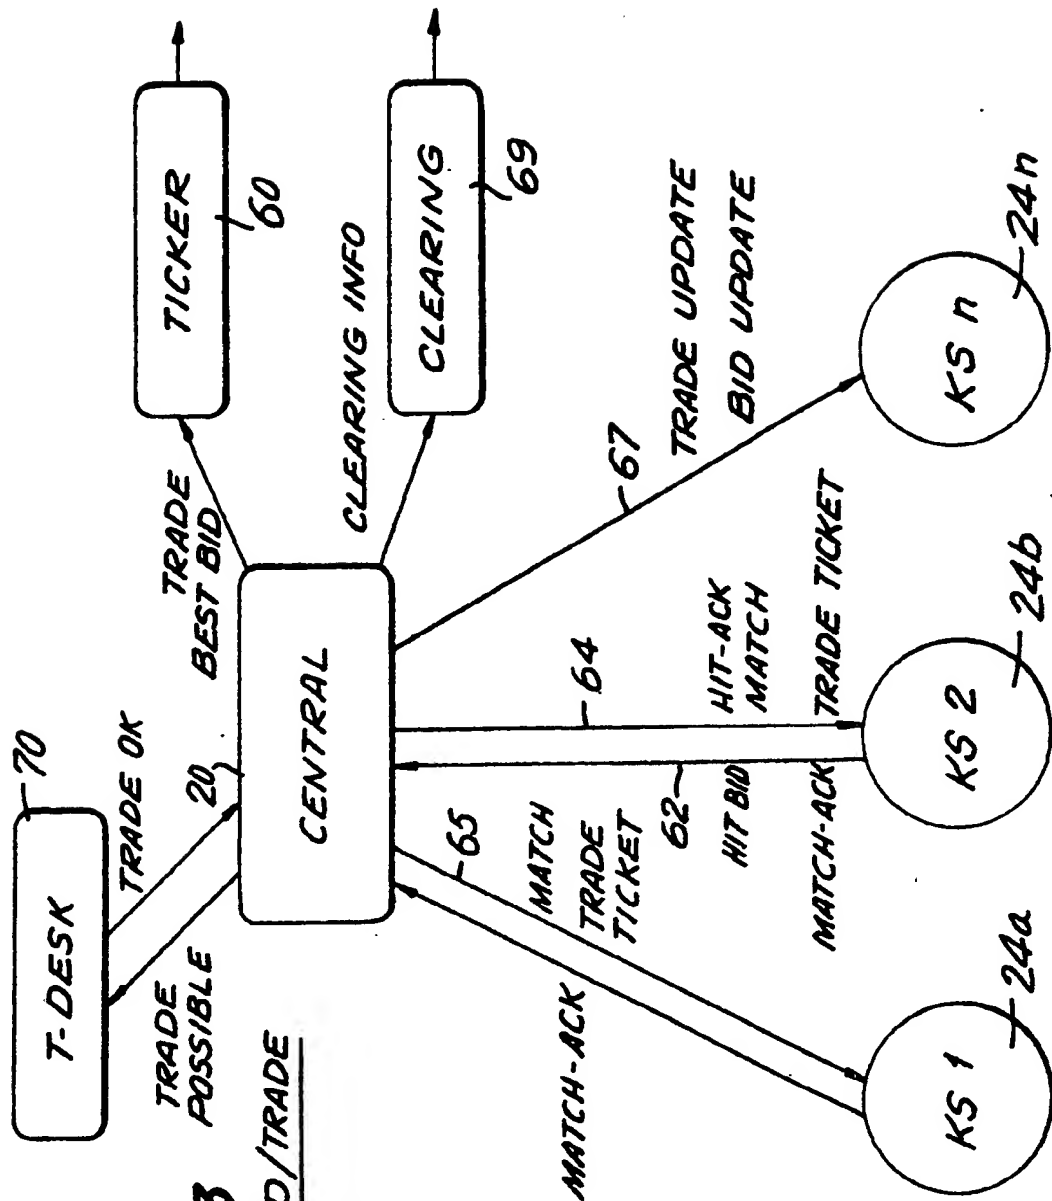 T-DESK
70
TRADE OK
TRADE
POSSIBLE
20
CENTRAL
TRADE
BEST BID
TICKER
60
CLEARING INFO
CLEARING
69
65
MATCH
TRADE
TICKET
MATCH-ACK
62
HIT BID
MATCH-ACK
64
HIT-ACK
MATCH
TRADE TICKET
67
TRADE UPDATE
BID UPDATE
KS 1
24a
KS 2
24b
KS n
24n
3
/TRADE